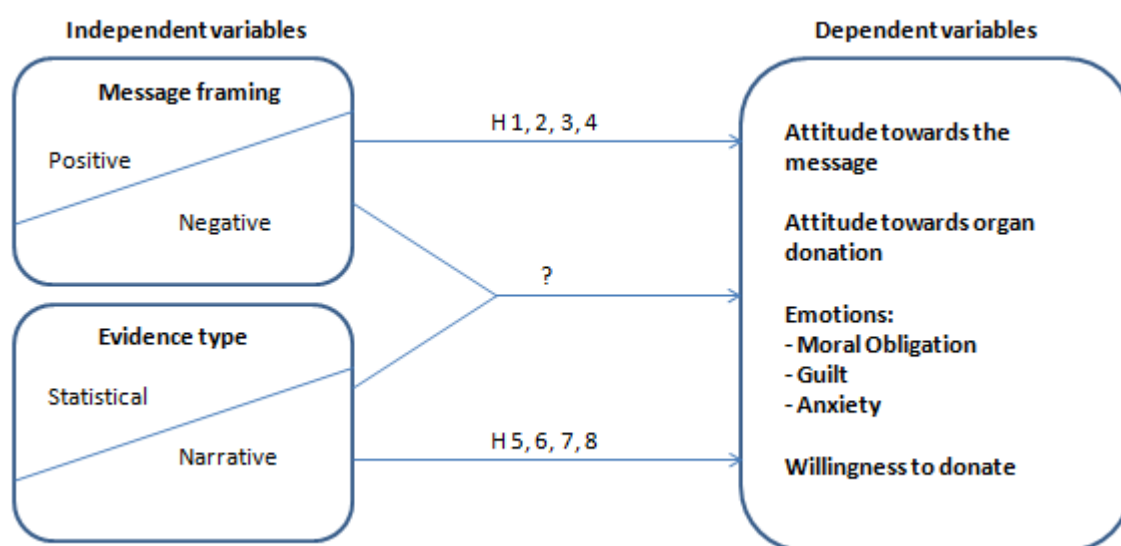 Independent variables
Dependent variables
Message framing
Positive
Negative
H 1, 2, 3, 4
?
Evidence type
Statistical
Narrative
H 5, 6, 7, 8
Attitude towards the
message
Attitude towards organ
donation
Emotions:
- Moral Obligation
- Guilt
- Anxiety
Willingness to donate